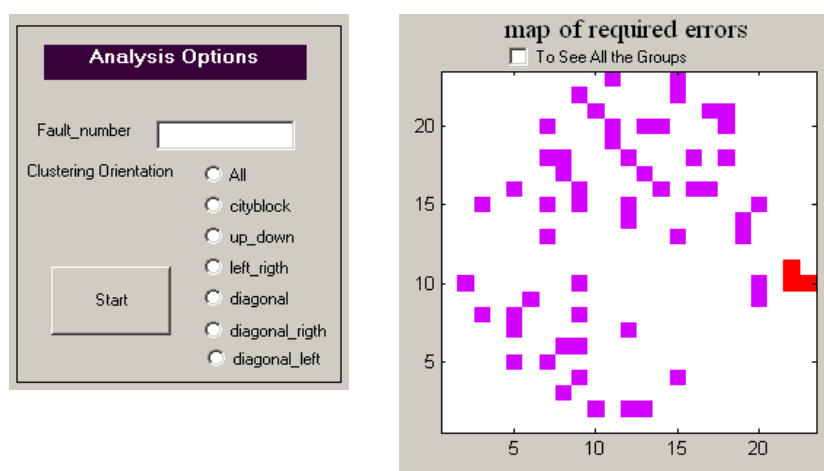 Analysis Options
Fault_number
Clustering Orientation
All
cityblock
up_down
left_rigth
Start
diagonal
diagonal_rigth
diagonal_left
map of required errors
To See All the Groups
20
15
10
5
5 10 15 20